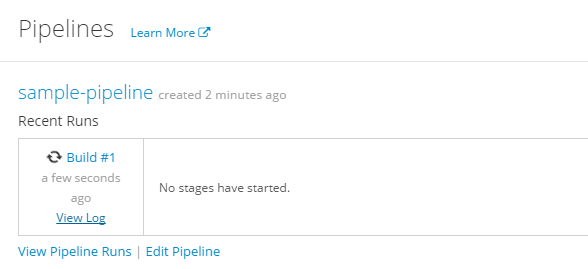 Pipelines Learn More
sample-pipeline created 2 minutes ago
Recent Runs
Build #1
a few seconds
ago
View Log
No stages have started.
View Pipeline Runs | Edit Pipeline